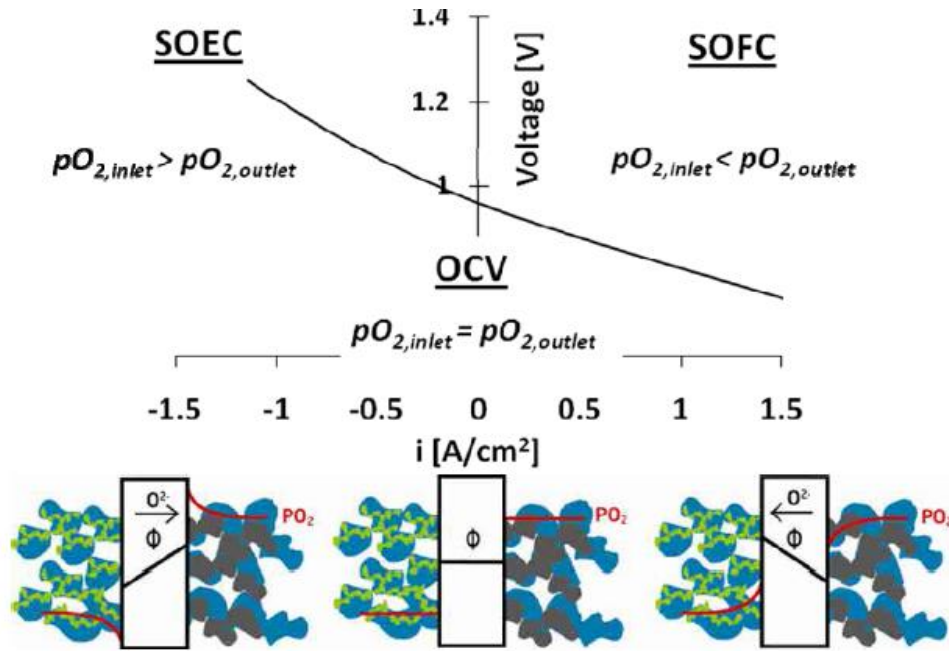 SOEC
SOFC
1.4
1.2
1
Voltage [V]
pO2,inlet > pO2,outlet
pO2,inlet < pO2,outlet
OCV
pO2,inlet = pO2,outlet
-1.5 -1 -0.5 0 0.5 1 1.5
i [A/cm²]
O²⁻ PO₂
ϕ
ϕ PO₂
O²⁻ PO₂
ϕ